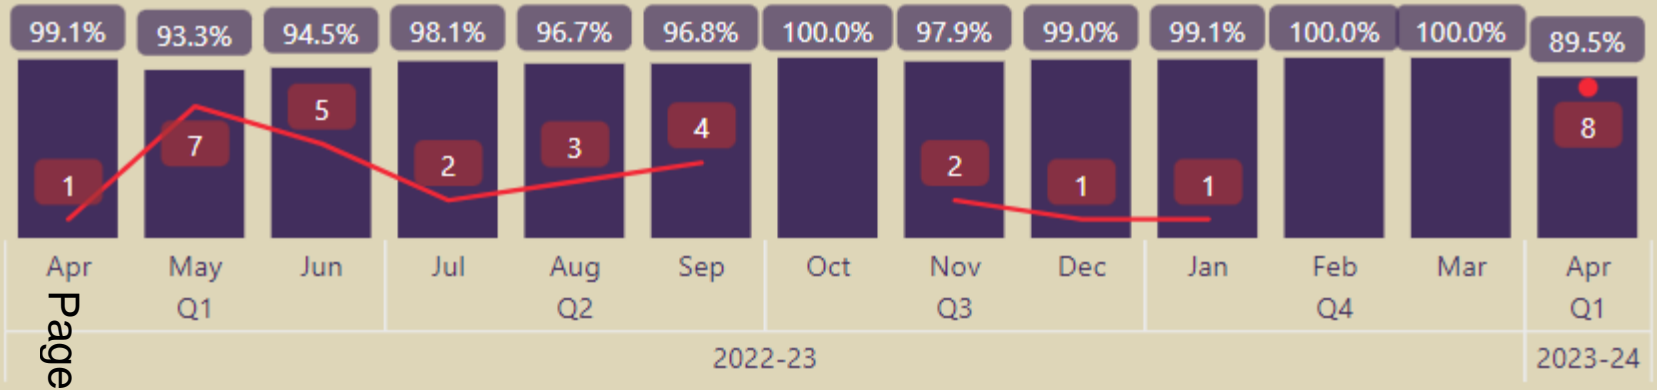 99.1% 93.3% 94.5% 98.1% 96.7% 96.8% 100.0% 97.9% 99.0% 99.1% 100.0% 100.0% 89.5%
1 7 5 2 3 4 2 1 1 8
Apr May Jun Jul Aug Sep Oct Nov Dec Jan Feb Mar Apr
Q1 Q2 Q3 Q4 Q1
2022-23 2023-24
Page